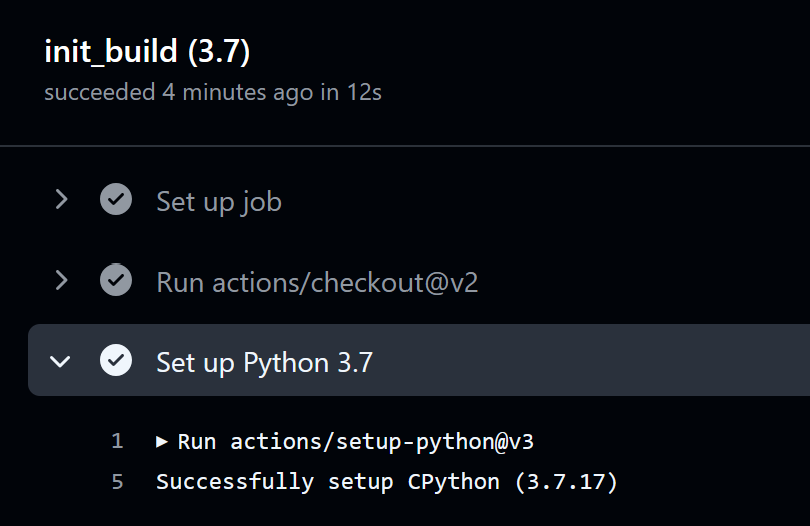 init_build (3.7)
succeeded 4 minutes ago in 12s
Set up job
Run actions/checkout@v2
Set up Python 3.7
1 ▶ Run actions/setup-python@v3
5 Successfully setup CPython (3.7.17)